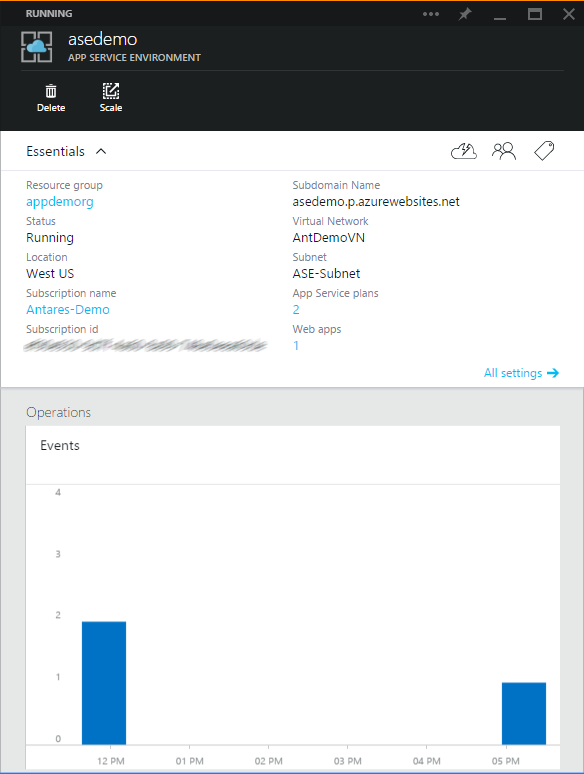 RUNNING
asedemo
APP SERVICE ENVIRONMENT
Delete
Scale
Essentials
Resource group
appdemorg
Status
Running
Location
West US
Subscription name
Antares-Demo
Subscription id
Subdomain Name
asedemo.p.azurewebsites.net
Virtual Network
AntDemoVN
Subnet
ASE-Subnet
App Service plans
2
Web apps
1
All settings
Operations
Events
4
3
2
1
0
12 PM 01 PM 02 PM 03 PM 04 PM 05 PM